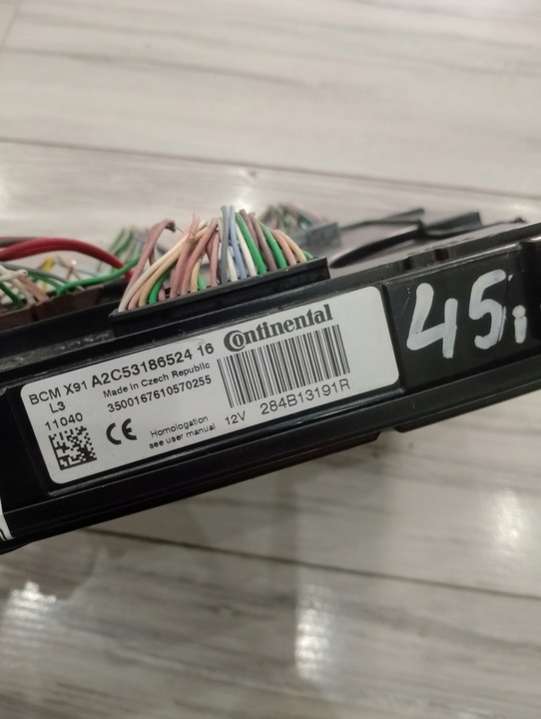 BCM X91 A2C53186524 16
L3
Made in Czech Republic
11040
3500167610570255
CE
Homologation
see user manual
12V
Continental
284B13191R
45i